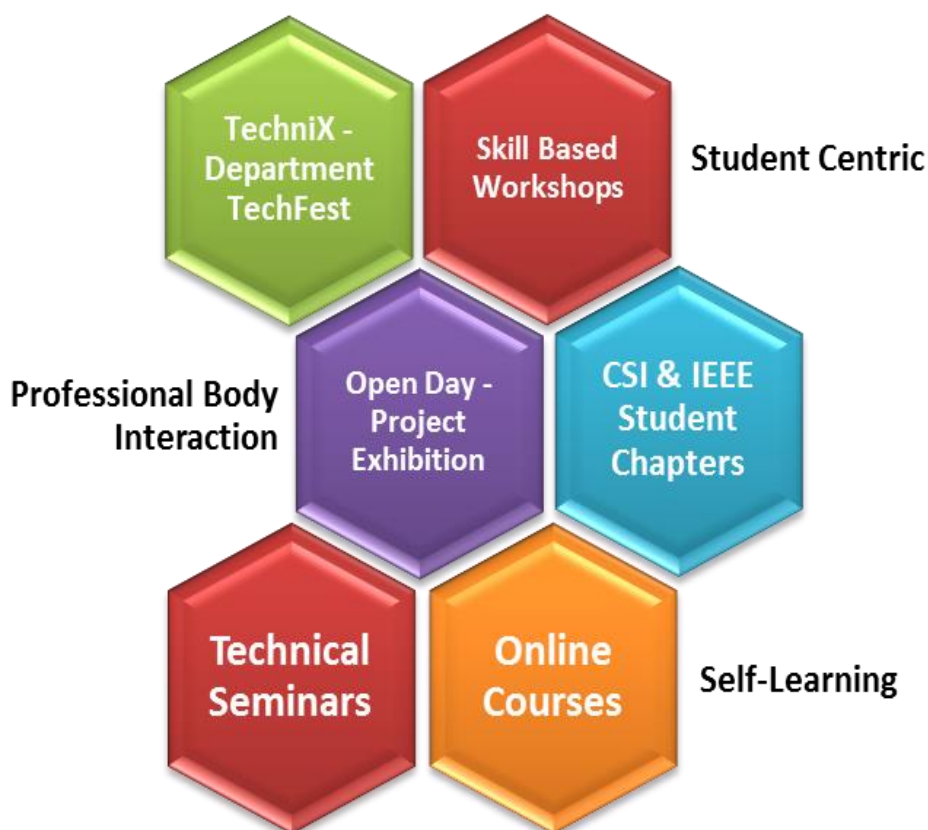 TechniX -
Department
TechFest
Skill Based
Workshops
Student Centric
Professional Body
Interaction
Open Day -
Project
Exhibition
CSI & IEEE
Student
Chapters
Technical
Seminars
Online
Courses
Self-Learning